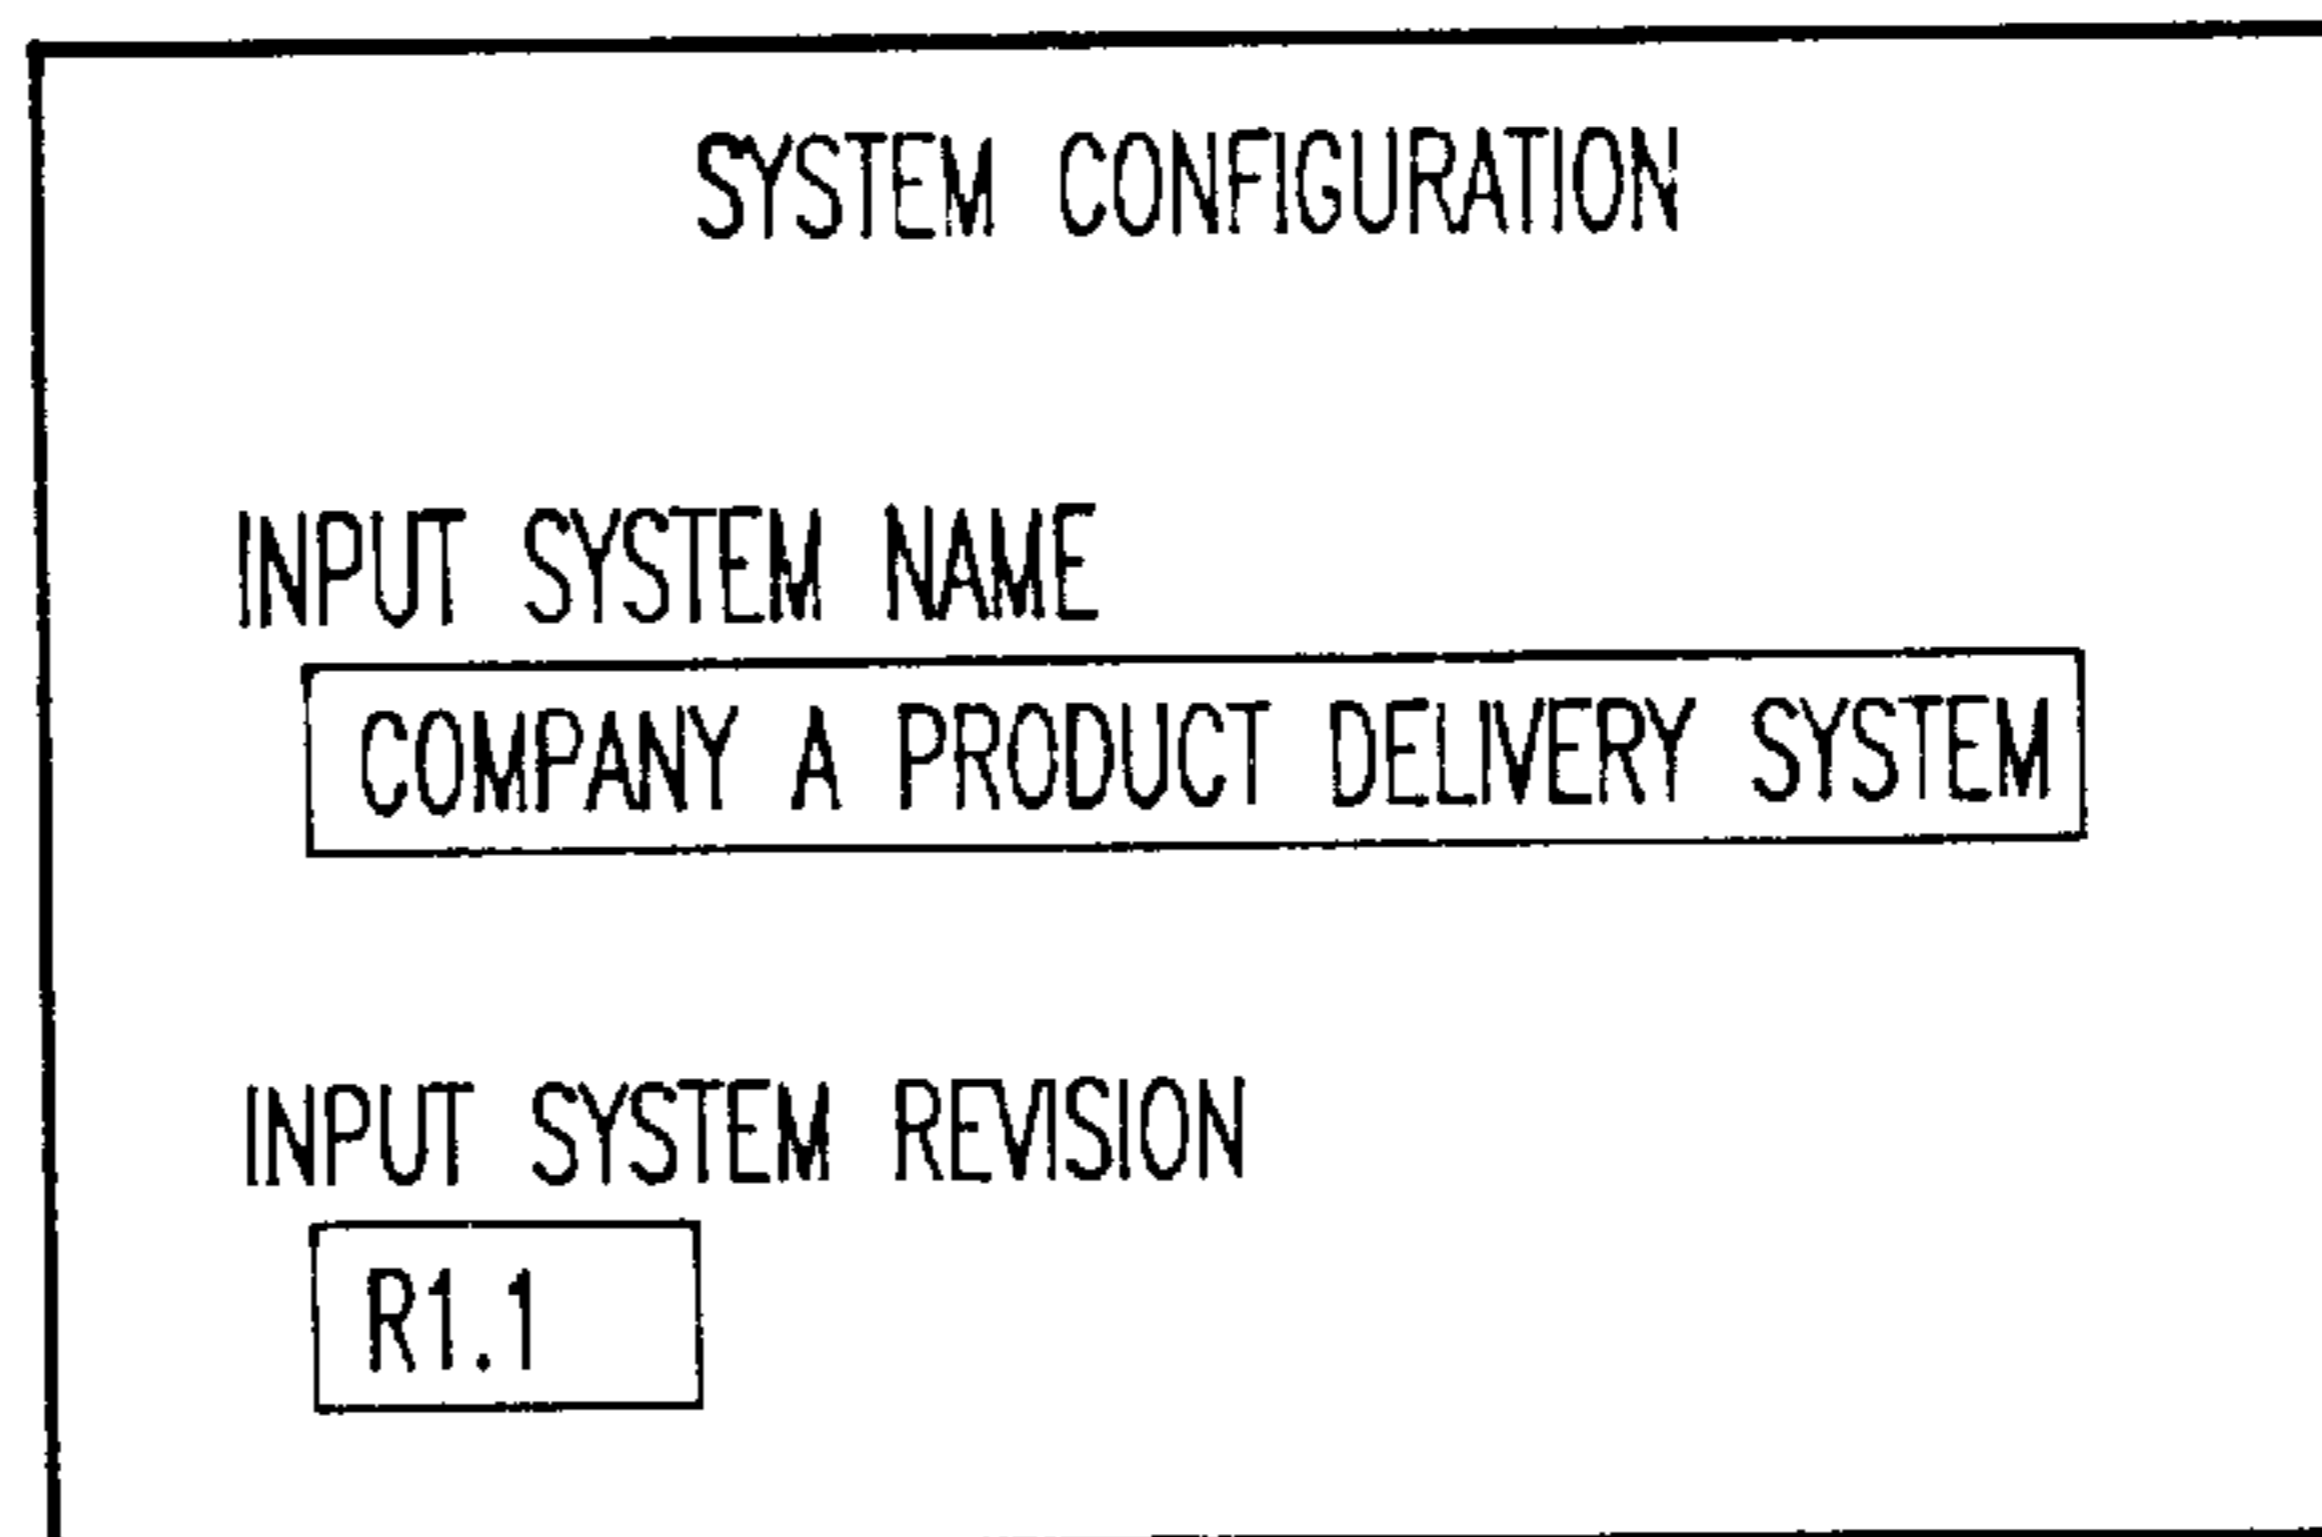 SYSTEM CONFIGURATION
INPUT SYSTEM NAME
COMPANY A PRODUCT DELIVERY SYSTEM
INPUT SYSTEM REVISION
R1.1